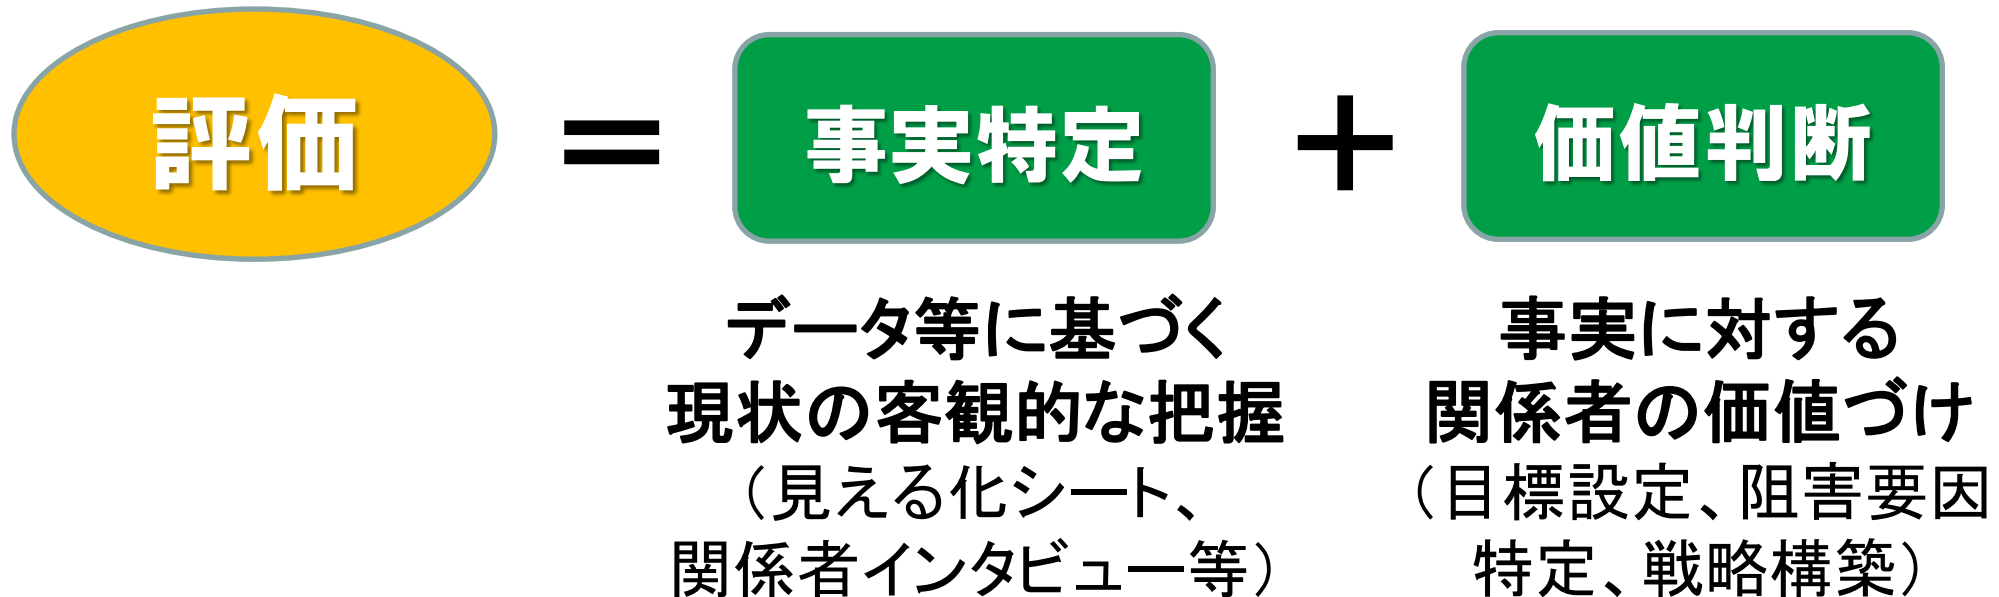 評価 = 事実特定 + 価値判断
データ等に基づく
現状の客観的な把握
（見える化シート、
関係者インタビュー等）
事実に対する
関係者の価値づけ
（目標設定、阻害要因
特定、戦略構築）